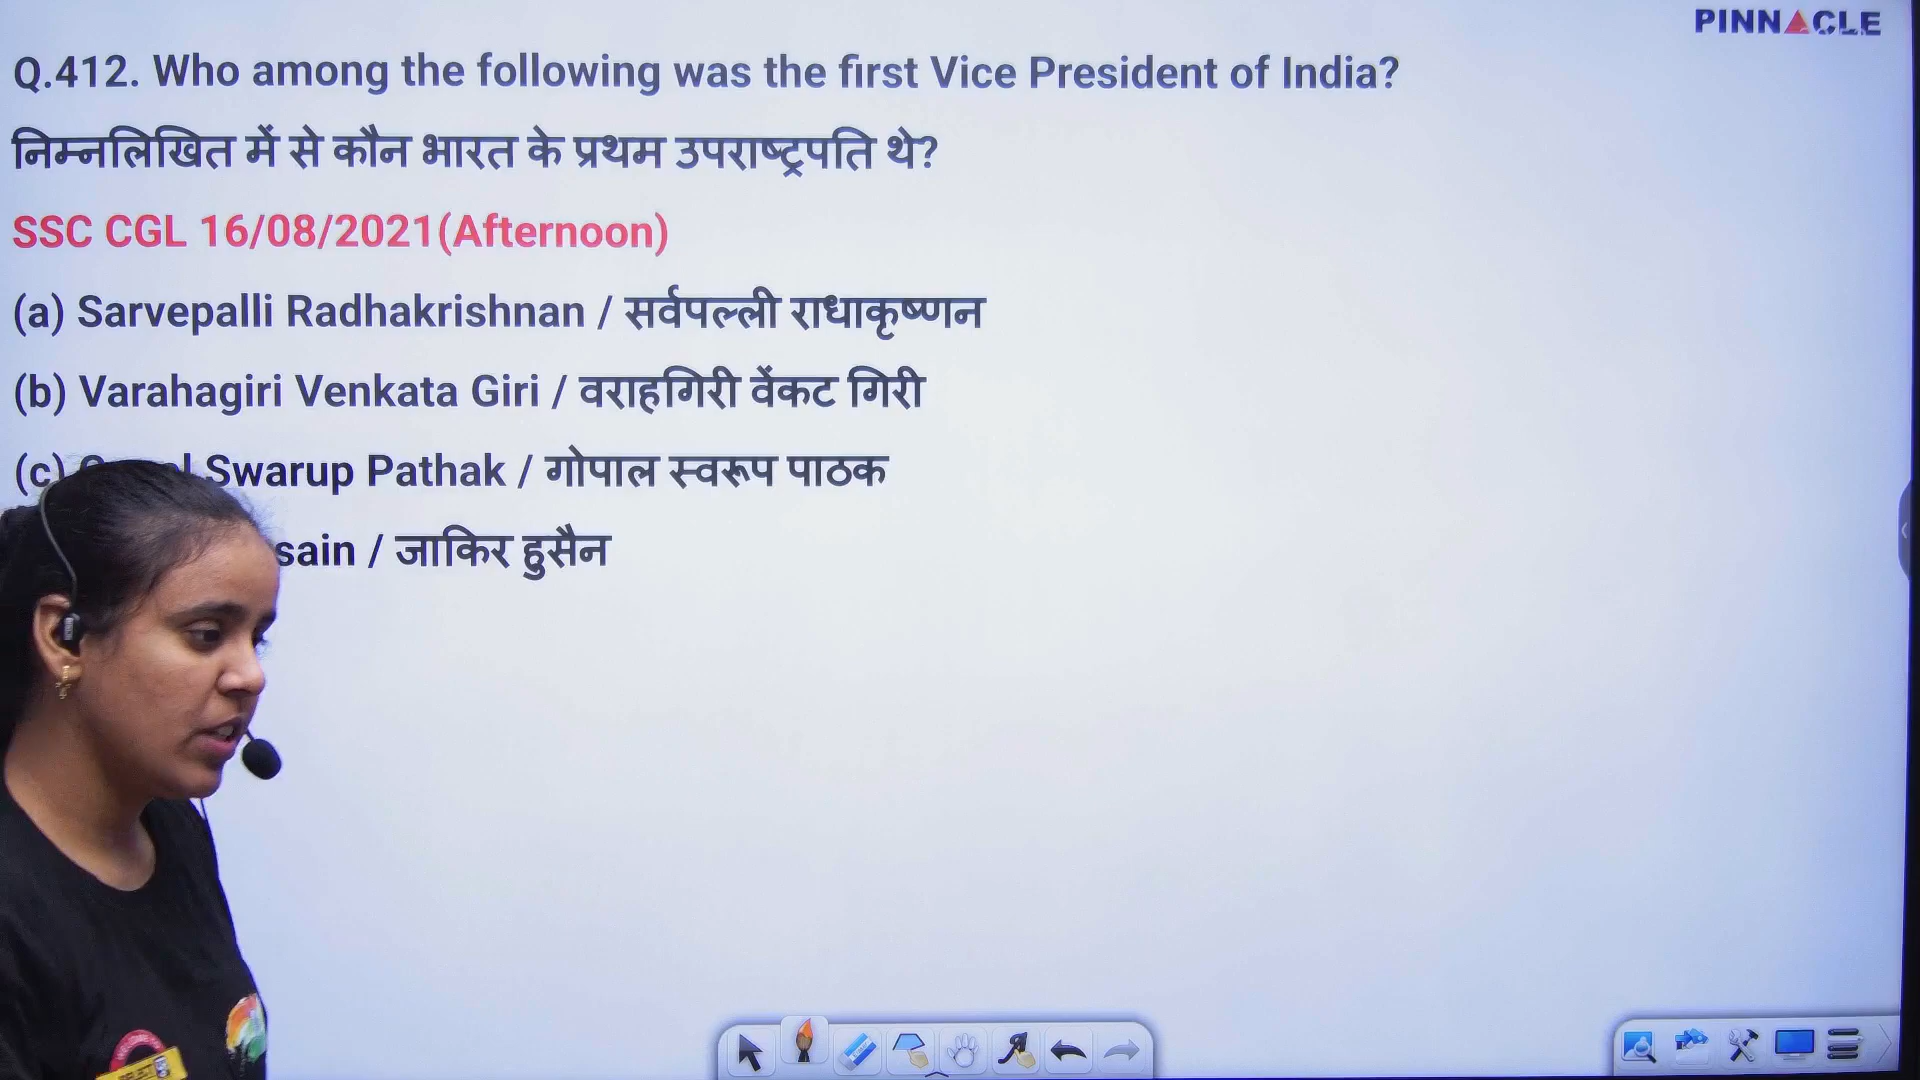 PINNACLE
Q.412. Who among the following was the first Vice President of India?
निम्नलिखित में से कौन भारत के प्रथम उपराष्ट्रपति थे?
SSC CGL 16/08/2021(Afternoon)
(a) Sarvepalli Radhakrishnan / सर्वपल्ली राधाकृष्णन
(b) Varahagiri Venkata Giri / वराहगिरी वेंकट गिरी
(c) Swarup Pathak / गोपाल स्वरूप पाठक
sain / जाकिर हुसैन